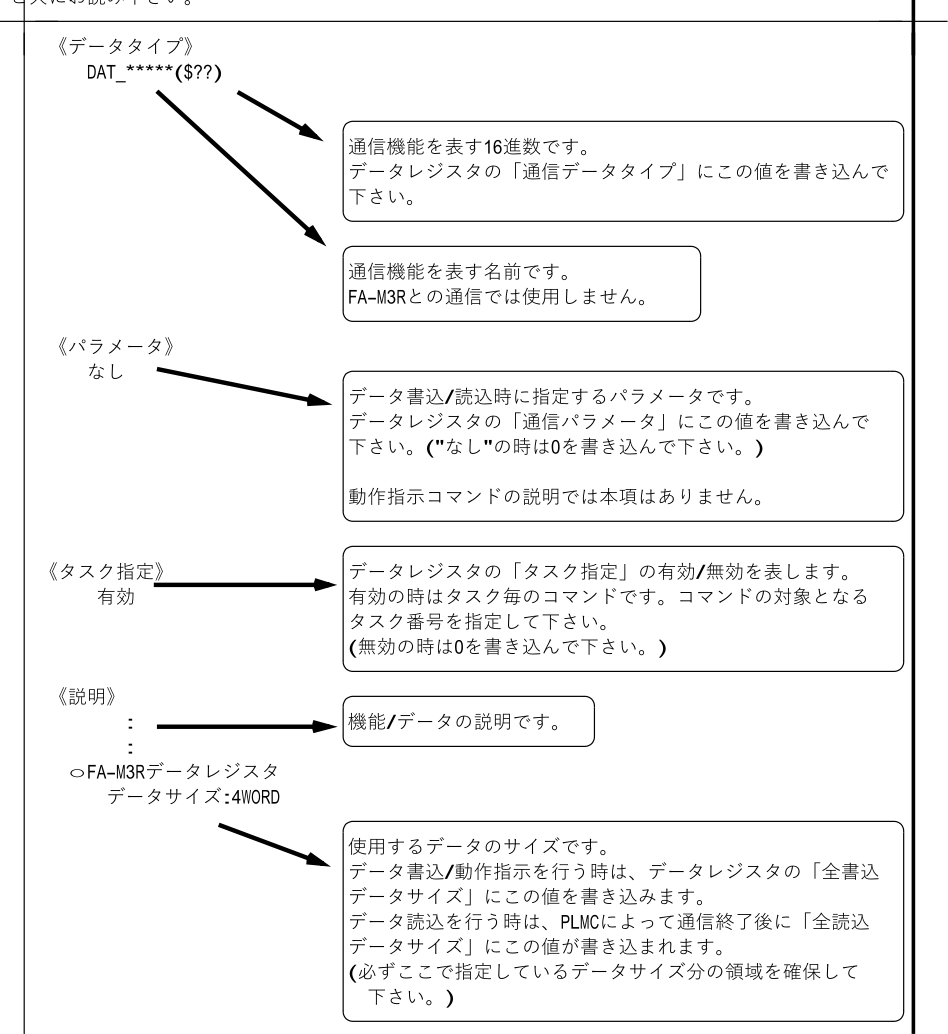 《データタイプ》
DAT_*****($??)
通信機能を表す16進数です。
データレジスタの「通信データタイプ」にこの値を書き込んで
下さい。
通信機能を表す名前です。
FA-M3Rとの通信では使用しません。
《パラメータ》
なし
データ書込/読込時に指定するパラメータです。
データレジスタの「通信パラメータ」にこの値を書き込んで
下さい。("なし"の時は0を書き込んで下さい。)
動作指示コマンドの説明では本項はありません。
《タスク指定》
有効
データレジスタの「タスク指定」の有効/無効を表します。
有効の時はタスク毎のコマンドです。コマンドの対象となる
タスク番号を指定して下さい。
(無効の時は0を書き込んで下さい。)
《説明》
:
:
機能/データの説明です。
○FA-M3Rデータレジスタ
データサイズ:4WORD
使用するデータのサイズです。
データ書込/動作指示を行う時は、データレジスタの「全書込
データサイズ」にこの値を書き込みます。
データ読込を行う時は、PLMCによって通信終了後に「全読込
データサイズ」にこの値が書き込まれます。
(必ずここで指定しているデータサイズ分の領域を確保して
下さい。)